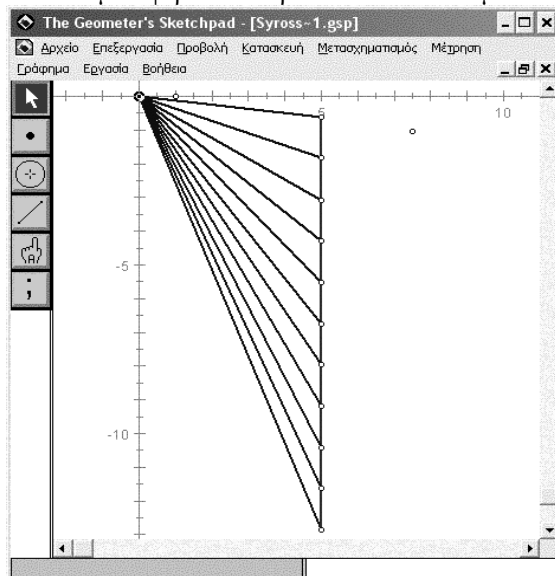 The Geometer's Sketchpad - [Syross~1.gsp]
Αρχείο Επεξεργασία Προβολή Κατασκευή Μετασχηματισμός Μέτρηση
Γράφημα Εργασία Βοήθεια
5
10
-5
-10
A
;